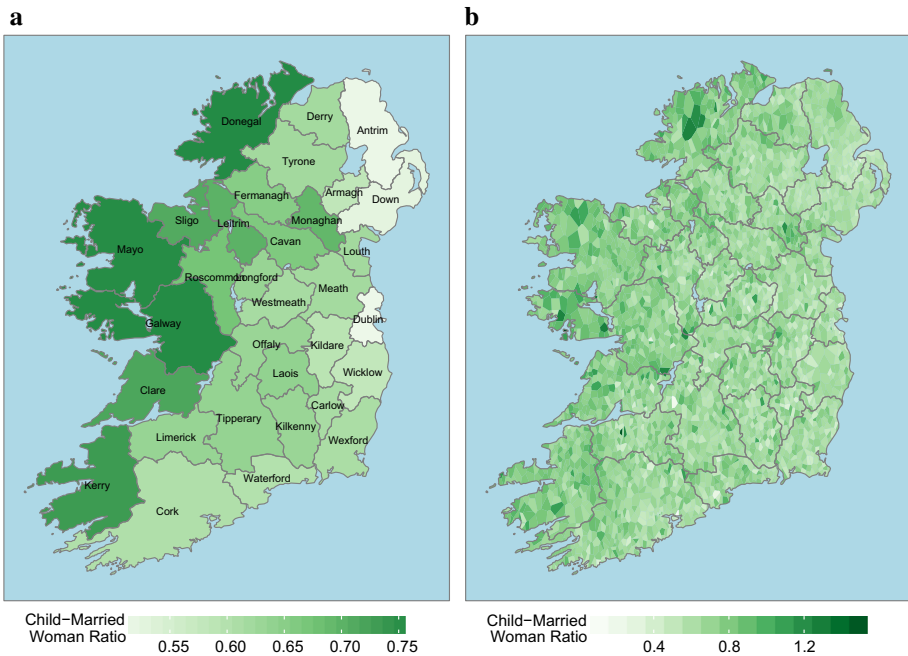 a
b
Donegal
Derry
Antrim
Tyrone
Fermanagh
Armagh
Down
Sligo
Leitrim
Monaghan
Cavan
Mayo
Louth
Roscommon
Longford
Meath
Westmeath
Galway
Dublin
Offaly
Kildare
Laois
Wicklow
Clare
Carlow
Tipperary
Kilkenny
Limerick
Wexford
Waterford
Kerry
Cork
Child−Married
Woman Ratio
0.55 0.60 0.65 0.70 0.75
Child−Married
Woman Ratio
0.4 0.8 1.2